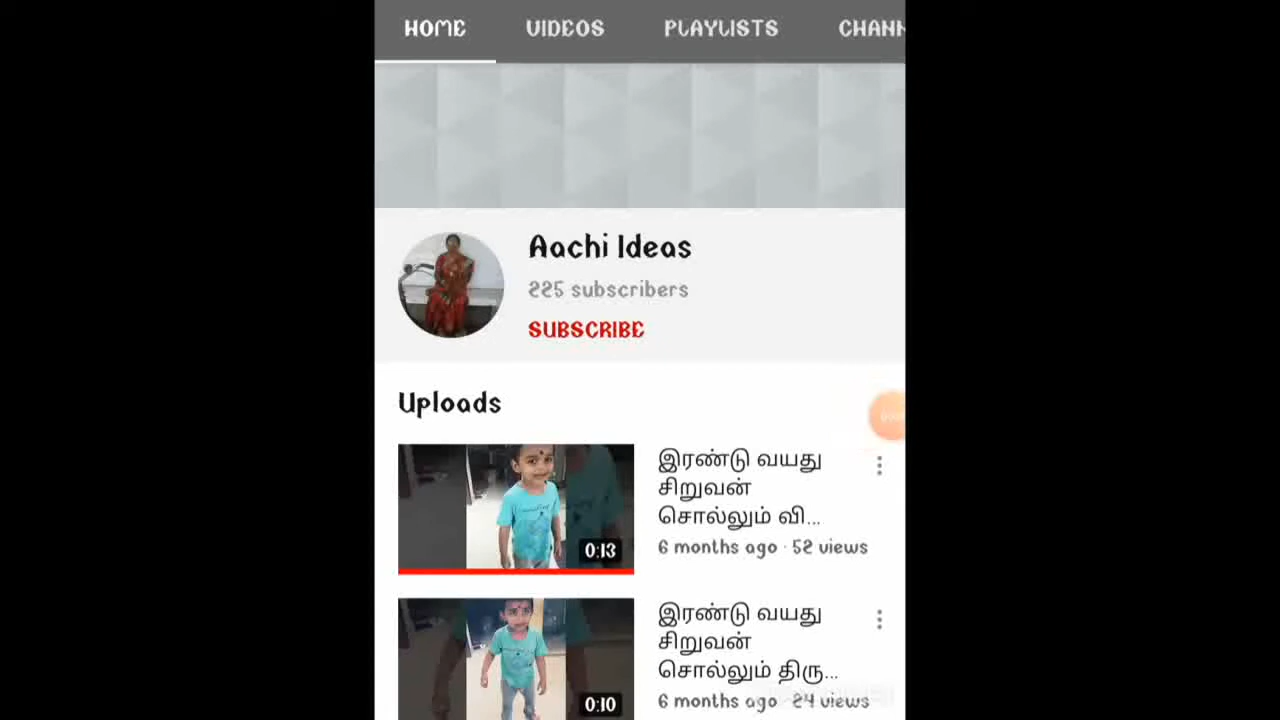 HOME VIDEOS PLAYLISTS CHANN
Aachi Ideas
225 subscribers
SUBSCRIBE
Uploads
இரண்டு வயது
சிறுவன்
சொல்லும் வி...
6 months ago · 52 views
0:13
இரண்டு வயது
சிறுவன்
சொல்லும் திரு...
6 months ago · 24 views
0:10